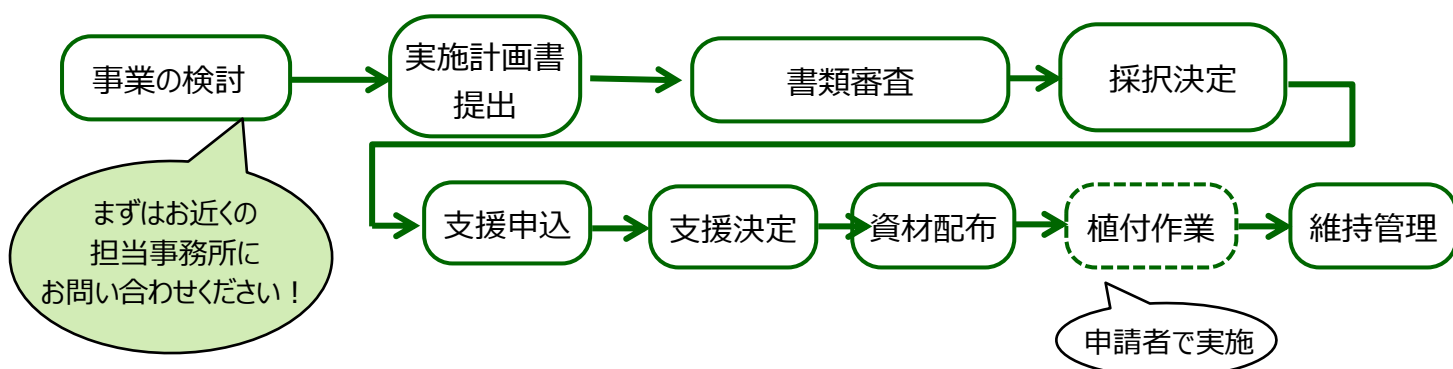 事業の検討
実施計画書
提出
書類審査
採択決定
まずはお近くの
担当事務所に
お問い合わせください！
支援申込
支援決定
資材配布
植付作業
維持管理
申請者で実施